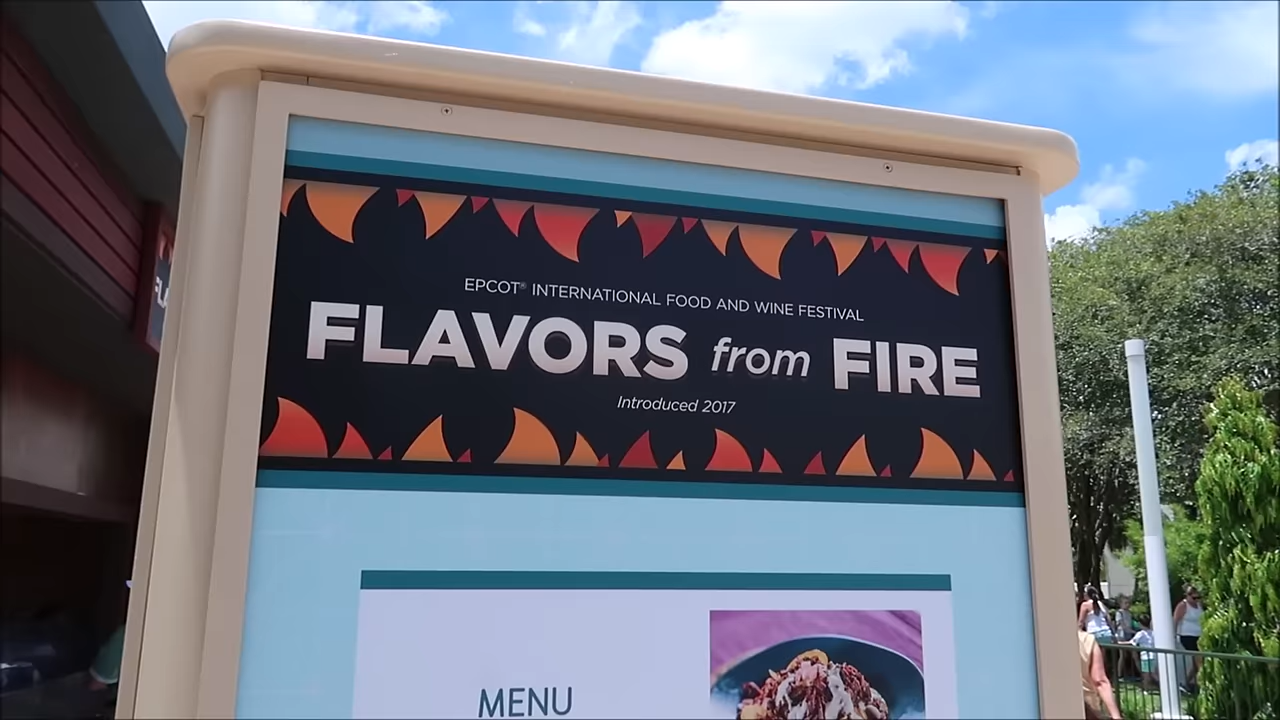 EPCOT® INTERNATIONAL FOOD AND WINE FESTIVAL
FLAVORS from FIRE
Introduced 2017
MENU